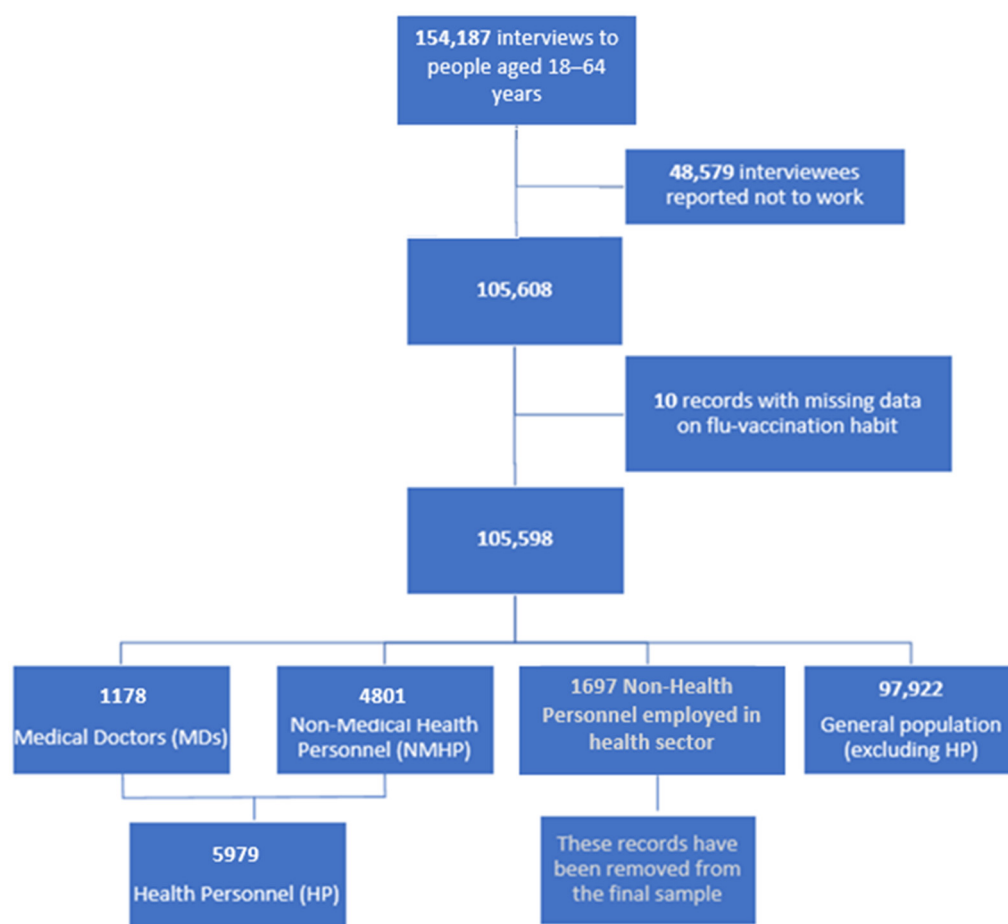 154,187 interviews to
people aged 18–64
years
48,579 interviewees
reported not to work
105,608
10 records with missing data
on flu-vaccination habit
105,598
1178
Medical Doctors (MDs)
4801
Non-Medical Health
Personnel (NMHP)
1697 Non-Health
Personnel employed in
health sector
97,922
General population
(excluding HP)
5979
Health Personnel (HP)
These records have
been removed from
the final sample